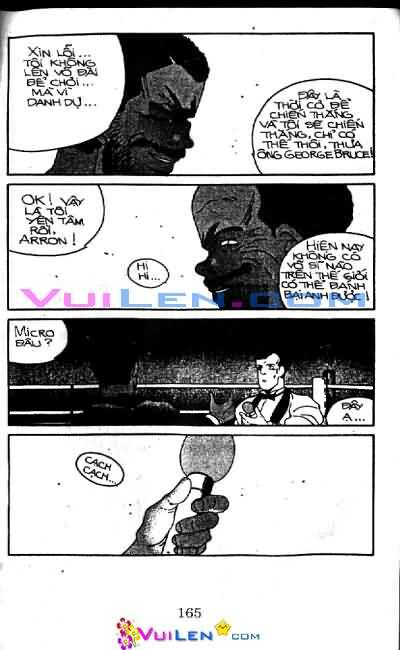 XIN LỖI...
TÔI KHÔNG
LÊN VÕ ĐÀI
ĐỂ CHƠI...
MÀ VÌ
DANH DỰ...
ĐÂY LÀ
THỜI CƠ ĐỂ
CHIẾN THẮNG
VÀ TÔI SẼ CHIẾN
THẮNG, CHỈ CÓ
THẾ THÔI, THƯA
ÔNG GEORGE BRUCE!
OK! VẬY
LÀ TÔI
YÊN TÂM
RỒI,
ARRON!
HI
HI...
HIỆN NAY
KHÔNG CÓ
VÕ SĨ NÀO
TRÊN THẾ GIỚI
CÓ THỂ ĐÁNH
BẠI ANH ĐƯỢC!
VUILEN.COM
MICRO
ĐÂU?
ĐÂY
Ạ...
CẠCH
CẠCH...
165
VUILEN.COM